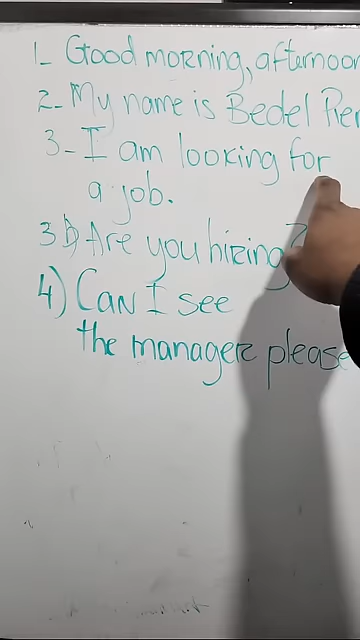 1- Good morning, afternoon
2- My name is Bedel Pier
3- I am looking for
a job.
3 b) Are you hiring?
4) Can I see
the manager please